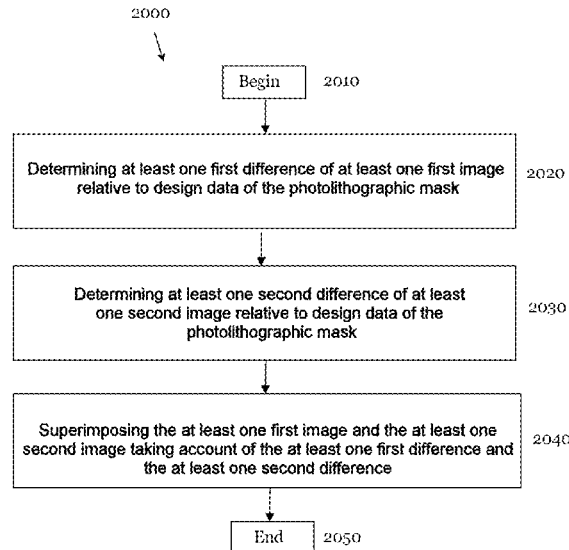 2000
Begin 2010
Determining at least one first difference of at least one first image
relative to design data of the photolithographic mask
2020
Determining at least one second difference of at least
one second image relative to design data of the
photolithographic mask
2030
Superimposing the at least one first image and the at least one
second image taking account of the at least one first difference and
the at least one second difference
2040
End 2050